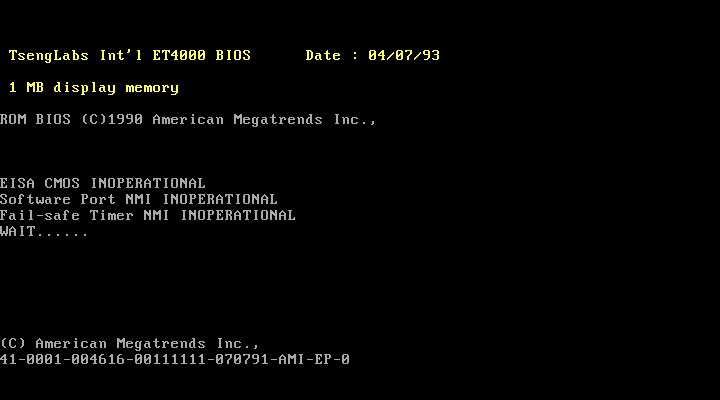 TsengLabs Int'l ET4000 BIOS      Date : 04/07/93
1 MB display memory
ROM BIOS (C)1990 American Megatrends Inc.,
EISA CMOS INOPERATIONAL
Software Port NMI INOPERATIONAL
Fail-safe Timer NMI INOPERATIONAL
WAIT......
(C) American Megatrends Inc.,
41-0001-004616-00111111-070791-AMI-EP-0